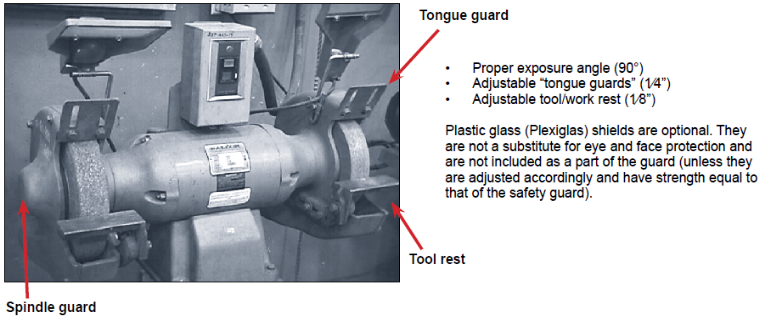 Tongue guard
• Proper exposure angle (90°)
• Adjustable “tongue guards” (1⁄4”)
• Adjustable tool/work rest (1⁄8”)
Plastic glass (Plexiglas) shields are optional. They
are not a substitute for eye and face protection and
are not included as a part of the guard (unless they
are adjusted accordingly and have strength equal to
that of the safety guard).
Tool rest
Spindle guard